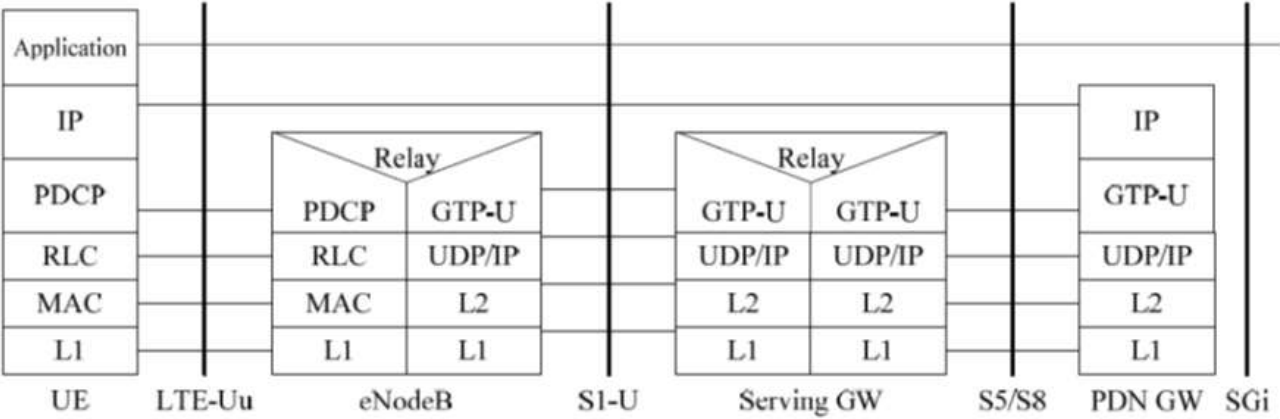 Application
IP IP
Relay Relay
PDCP PDCP GTP-U GTP-U GTP-U GTP-U
RLC RLC UDP/IP UDP/IP UDP/IP UDP/IP
MAC MAC L2 L2 L2 L2
L1 L1 L1 L1 L1 L1
UE LTE-Uu eNodeB S1-U Serving GW S5/S8 PDN GW SGi